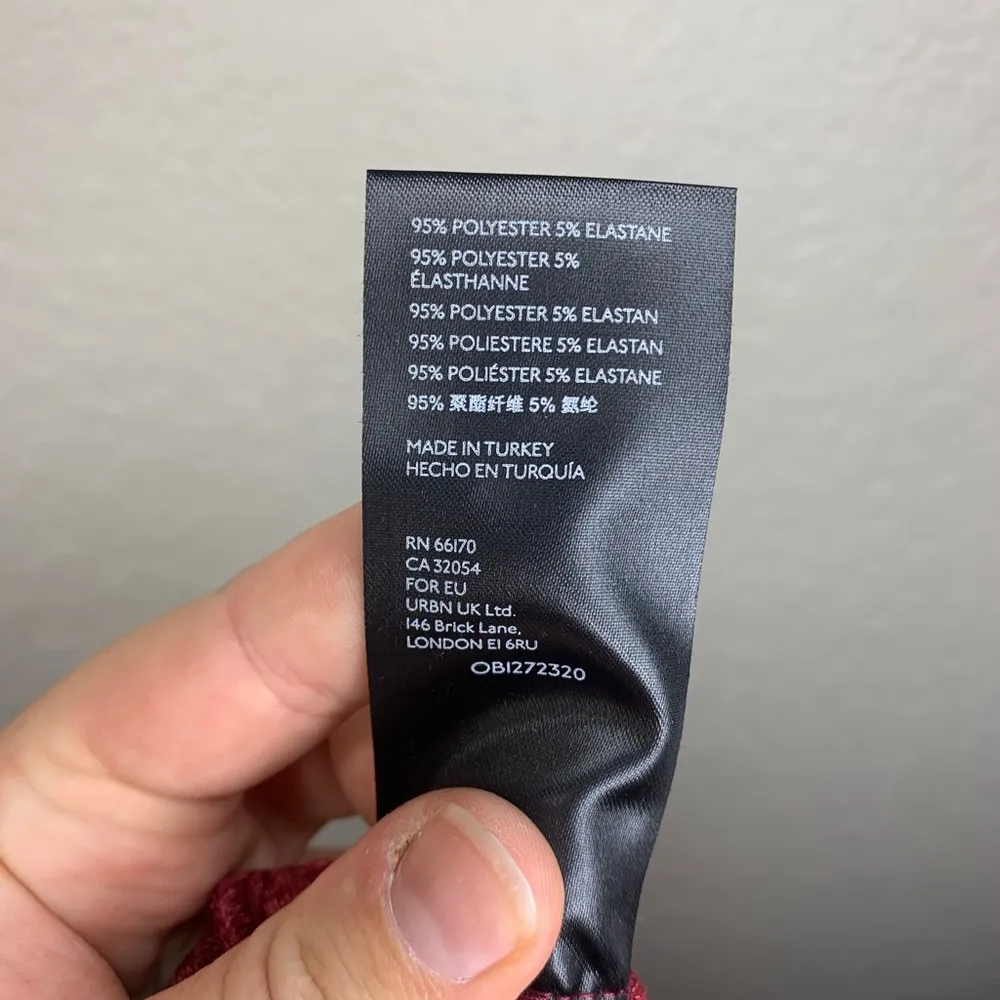 95% POLYESTER 5% ELASTANE
95% POLYESTER 5%
ÉLASTHANNE
95% POLYESTER 5% ELASTAN
95% POLIESTERE 5% ELASTAN
95% POLIÉSTER 5% ELASTANE
95% 聚酯纤维 5% 氨纶
MADE IN TURKEY
HECHO EN TURQUÍA
RN 66170
CA 32054
FOR EU
URBN UK Ltd.
146 Brick Lane,
LONDON E1 6RU
OB1272320